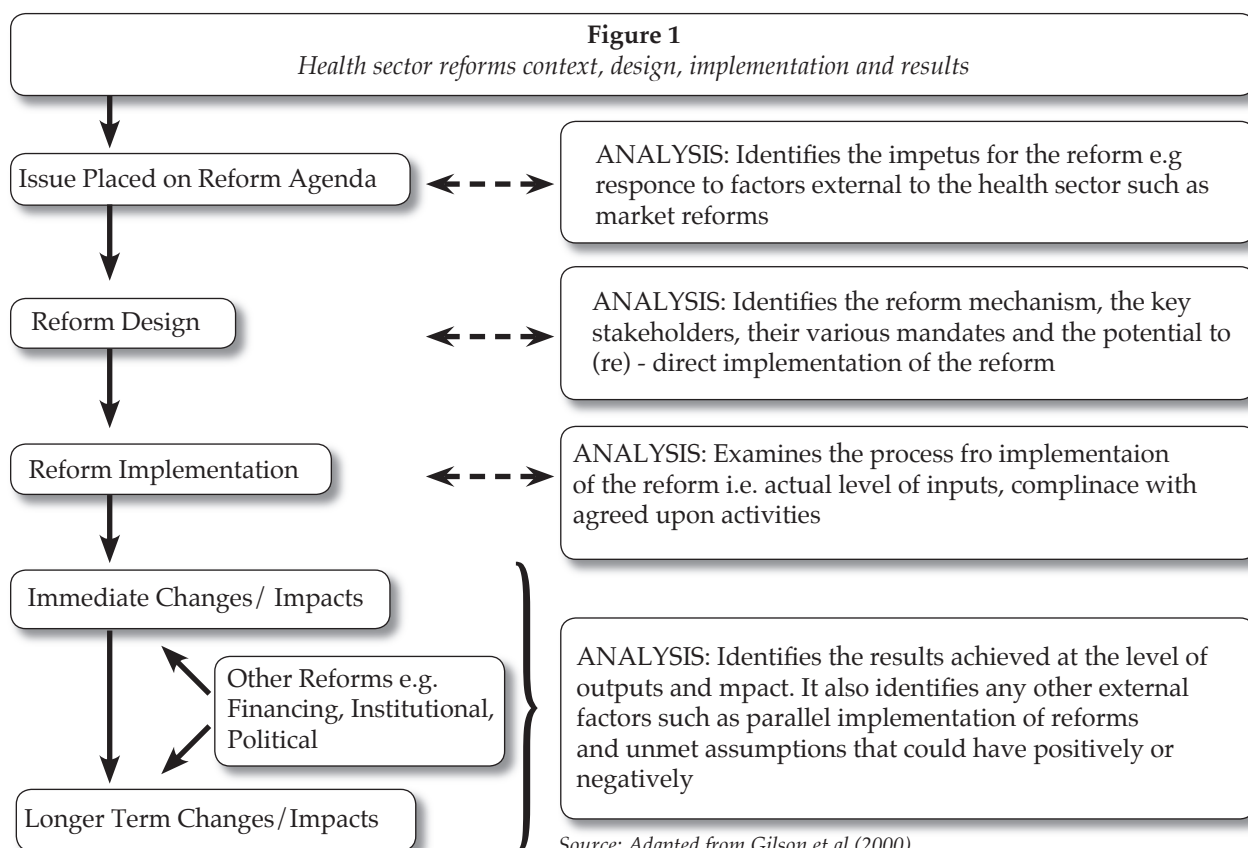 Figure 1
Health sector reforms context, design, implementation and results
Issue Placed on Reform Agenda
ANALYSIS: Identifies the impetus for the reform e.g
responce to factors external to the health sector such as
market reforms
Reform Design
ANALYSIS: Identifies the reform mechanism, the key
stakeholders, their various mandates and the potential to
(re) - direct implementation of the reform
Reform Implementation
ANALYSIS: Examines the process fro implementaion
of the reform i.e. actual level of inputs, complinace with
agreed upon activities
Immediate Changes/ Impacts
Other Reforms e.g.
Financing, Institutional,
Political
Longer Term Changes/Impacts
ANALYSIS: Identifies the results achieved at the level of
outputs and mpact. It also identifies any other external
factors such as parallel implementation of reforms
and unmet assumptions that could have positively or
negatively
Source: Adapted from Gilson et al (2000)